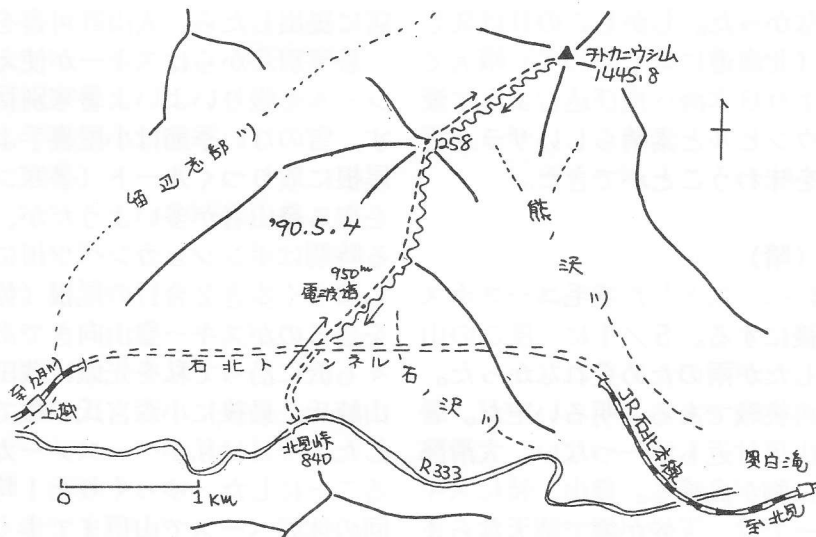 チトカニウシ山
1445.8
留辺志部川
1258
'90.5.4
熊ノ沢川
950m
電波塔
石北トンネル
石ノ沢川
至旭川
上越
北見峠
840
R333
JR石北本線
奥白滝
至北見
0 1Km